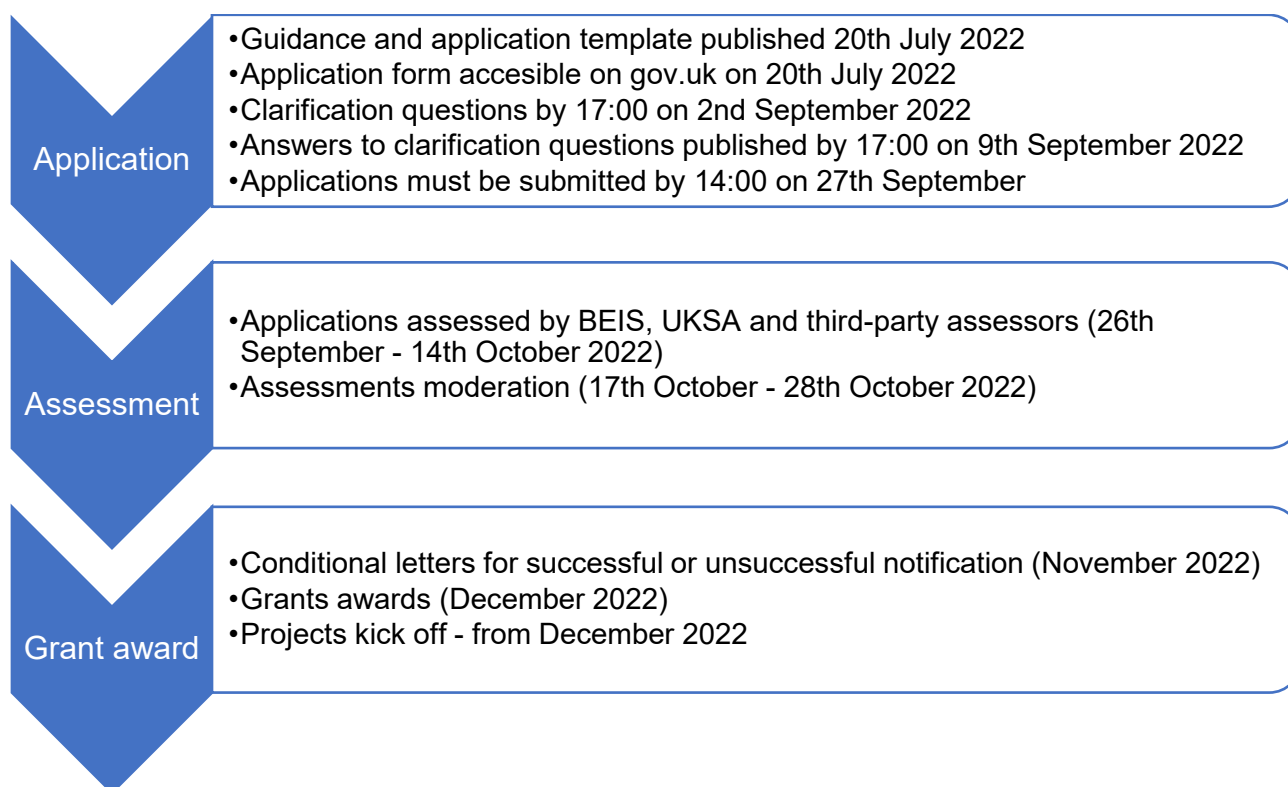 Application
•Guidance and application template published 20th July 2022
•Application form accesible on gov.uk on 20th July 2022
•Clarification questions by 17:00 on 2nd September 2022
•Answers to clarification questions published by 17:00 on 9th September 2022
•Applications must be submitted by 14:00 on 27th September
Assessment
•Applications assessed by BEIS, UKSA and third-party assessors (26th
September - 14th October 2022)
•Assessments moderation (17th October - 28th October 2022)
Grant award
•Conditional letters for successful or unsuccessful notification (November 2022)
•Grants awards (December 2022)
•Projects kick off - from December 2022